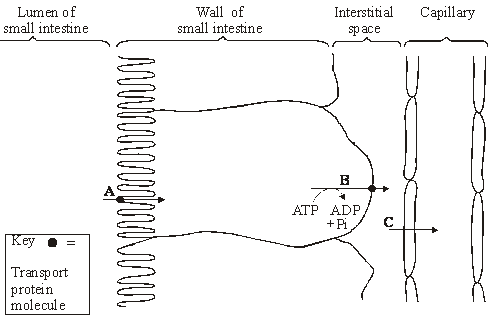 Lumen of
small intestine
Wall of
small intestine
Interstitial
space
Capillary
A
B
ATP ADP
+Pi
C
Key ● =
Transport
protein
molecule